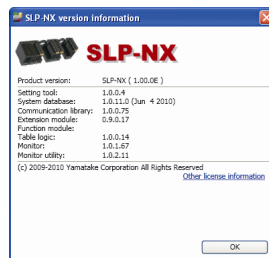 SLP-NX version information
SLP-NX
Product version: SLP-NX ( 1.00.0E )
Setting tool: 1.0.0.4
System database: 1.0.11.0 (Jun 4 2010)
Communication library: 1.0.0.75
Extension module: 0.9.0.17
Function module:
Table logic: 1.0.0.14
Monitor: 1.0.1.67
Monitor utility: 1.0.2.11
(c) 2009-2010 Yamatake Corporation All Rights Reserved
Other license information
OK